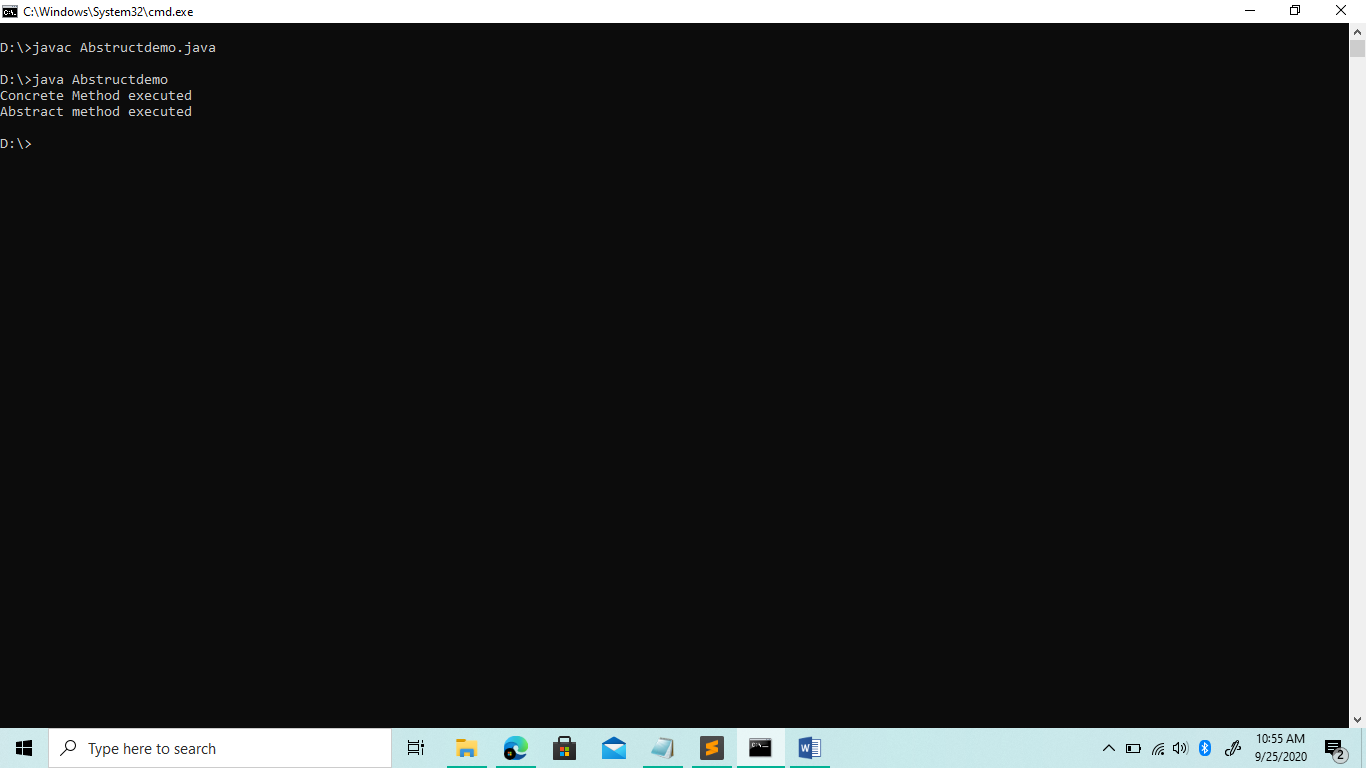 C:\Windows\System32\cmd.exe
D:\>javac Abstructdemo.java
D:\>java Abstructdemo
Concrete Method executed
Abstract method executed
D:\>
Type here to search
10:55 AM
9/25/2020
2